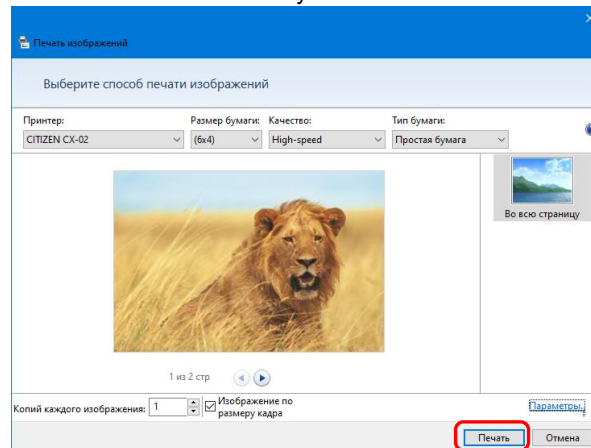 Печать изображений
Выберите способ печати изображений
Принтер: Размер бумаги: Качество: Тип бумаги:
CITIZEN CX-02 (6x4) High-speed Простая бумага
Во всю страницу
1 из 2 стр
Копий каждого изображения: 1 Изображение по
размеру кадра
Параметры.
Печать Отмена